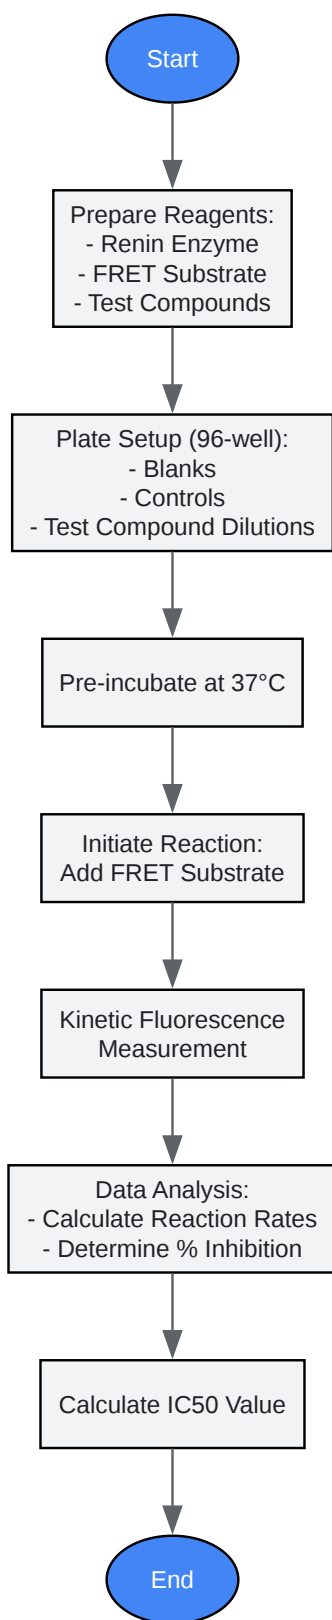 Start
Prepare Reagents:
- Renin Enzyme
- FRET Substrate
- Test Compounds
Plate Setup (96-well):
- Blanks
- Controls
- Test Compound Dilutions
Pre-incubate at 37°C
Initiate Reaction:
Add FRET Substrate
Kinetic Fluorescence
Measurement
Data Analysis:
- Calculate Reaction Rates
- Determine % Inhibition
Calculate IC50 Value
End